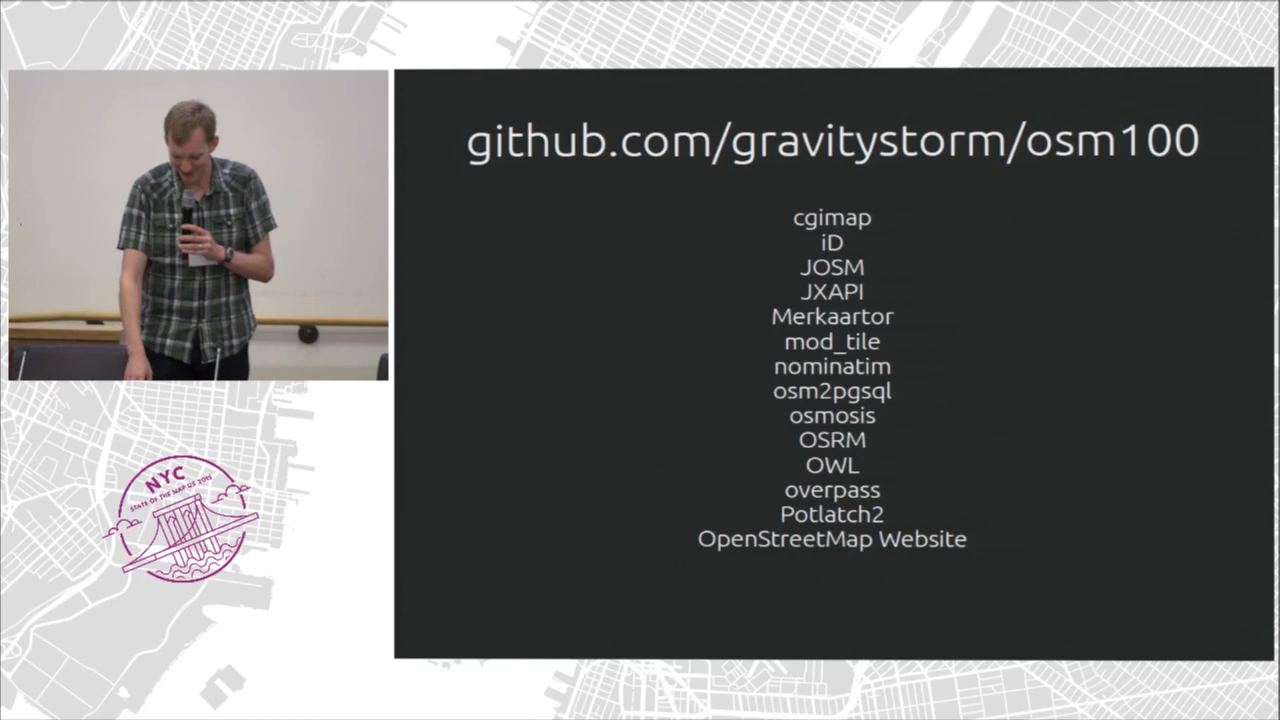 github.com/gravitystorm/osm100
cgimap
iD
JOSM
JXAPI
Merkaartor
mod_tile
nominatim
osm2pgsql
osmosis
OSRM
OWL
overpass
Potlatch2
OpenStreetMap Website
NYC
STATE OF THE MAP US 2015